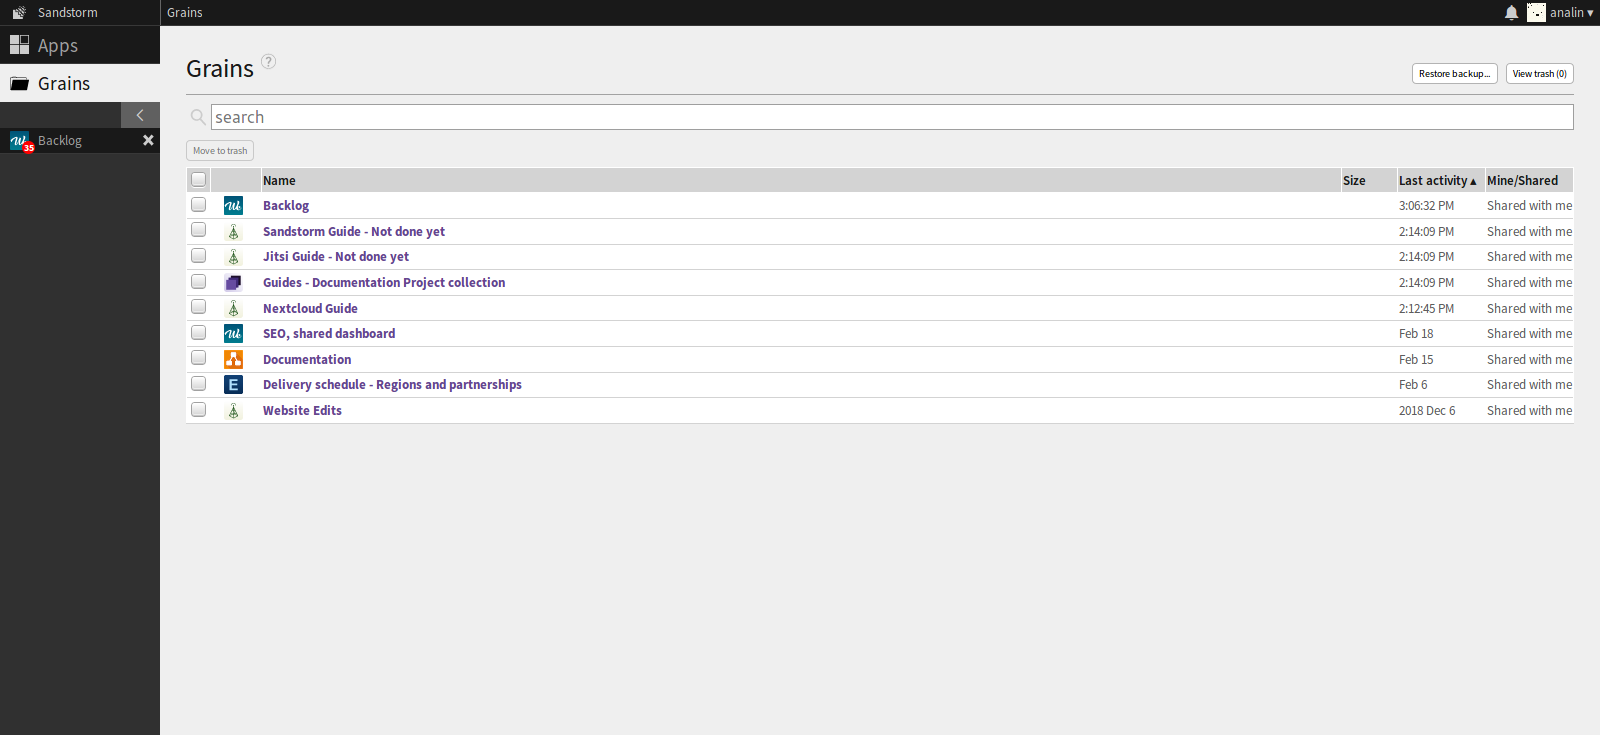 Sandstorm Grains analin ▾
Apps
Grains
Grains ?
Restore backup... View trash (0)
search
35 Backlog
Move to trash
Name Size Last activity ▴ Mine/Shared
Backlog 3:06:32 PM Shared with me
Sandstorm Guide - Not done yet 2:14:09 PM Shared with me
Jitsi Guide - Not done yet 2:14:09 PM Shared with me
Guides - Documentation Project collection 2:14:09 PM Shared with me
Nextcloud Guide 2:12:45 PM Shared with me
SEO, shared dashboard Feb 18 Shared with me
Documentation Feb 15 Shared with me
E Delivery schedule - Regions and partnerships Feb 6 Shared with me
Website Edits 2018 Dec 6 Shared with me